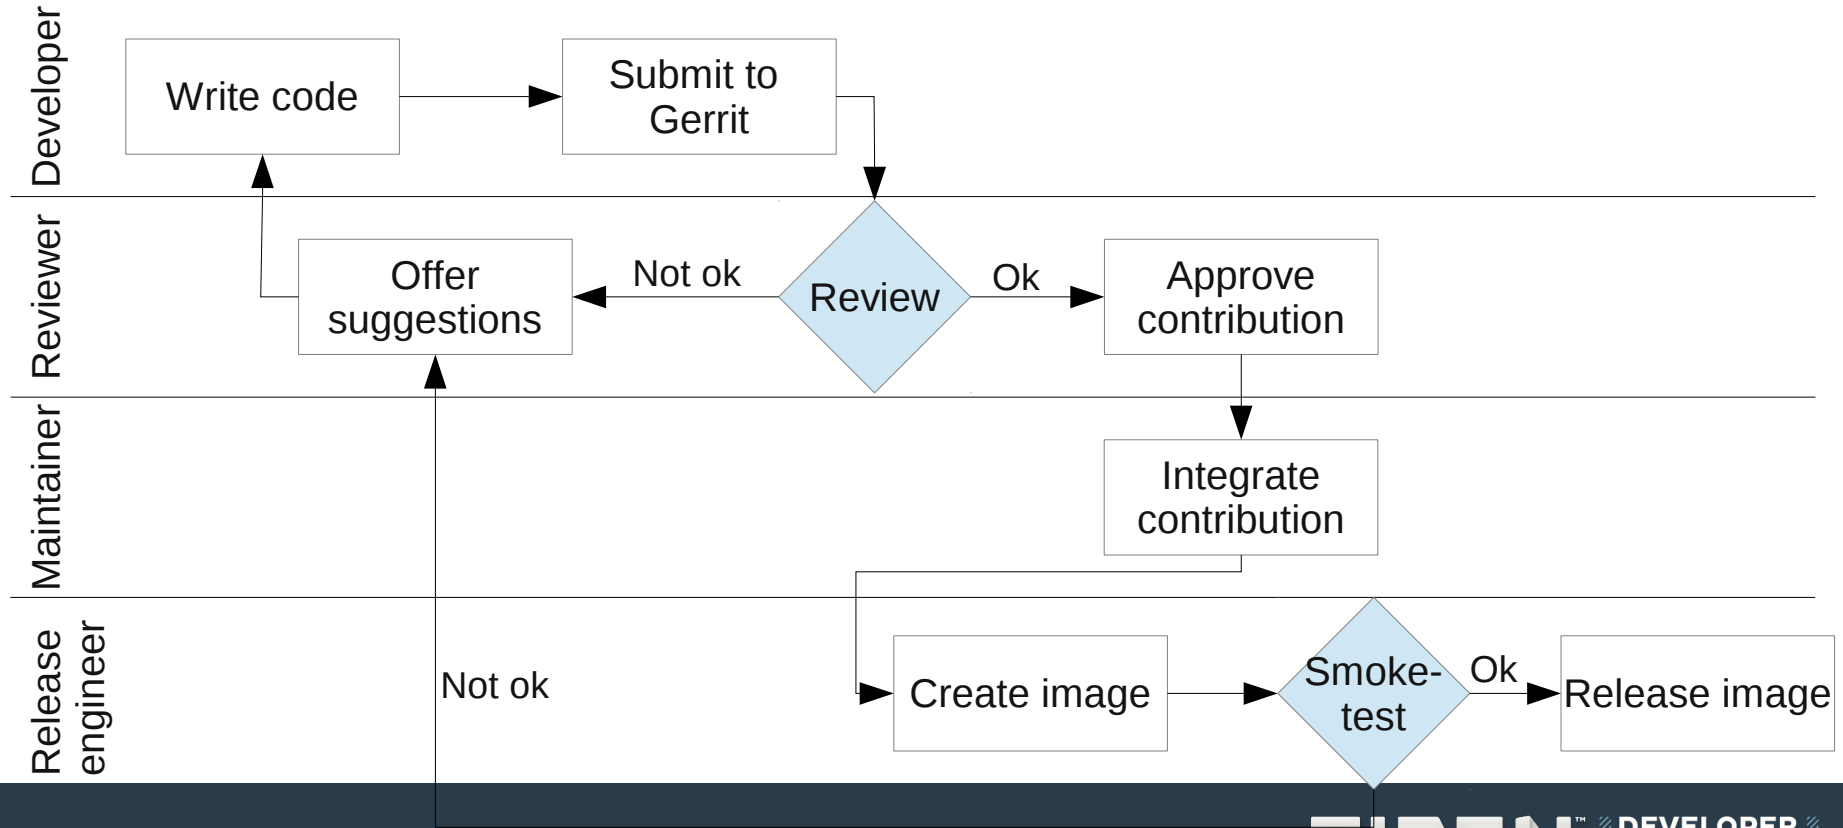 Developer
Write code
Submit to
Gerrit
Reviewer
Offer
suggestions
Not ok
Review
Ok
Approve
contribution
Maintainer
Integrate
contribution
Release
engineer
Not ok
Create image
Smoke-
test
Ok
Release image
DEVELOPER